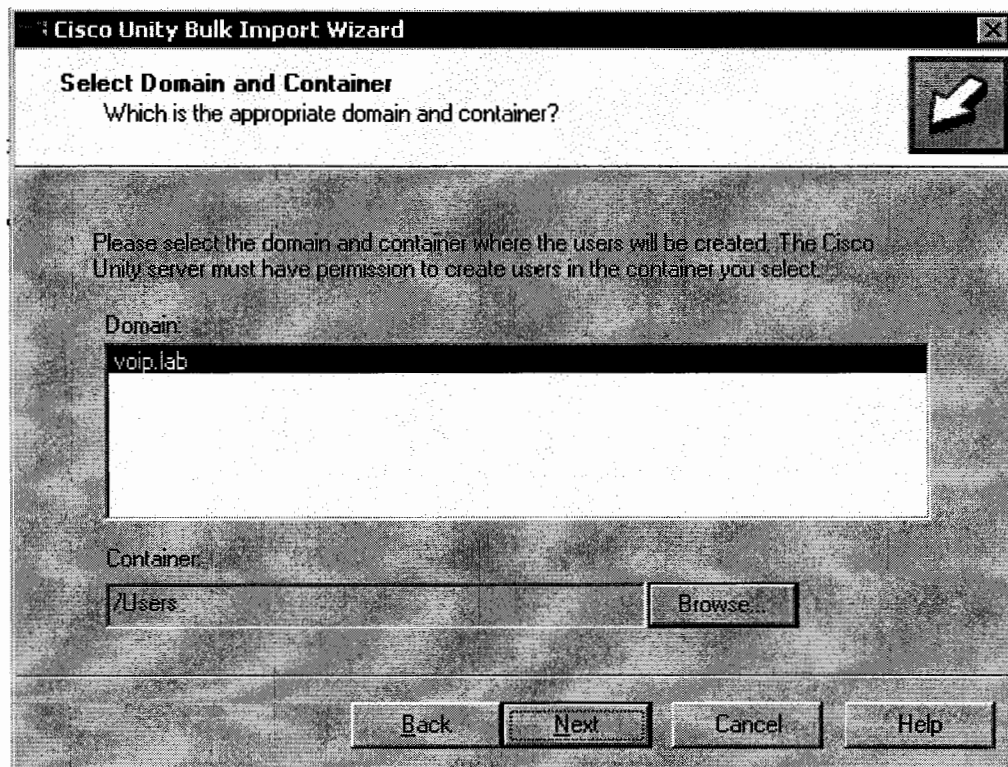 Cisco Unity Bulk Import Wizard
Select Domain and Container
Which is the appropriate domain and container?
Please select the domain and container where the users will be created. The Cisco
Unity server must have permission to create users in the container you select.
Domain:
voip.lab
Container:
/Users
Browse...
Back
Next
Cancel
Help